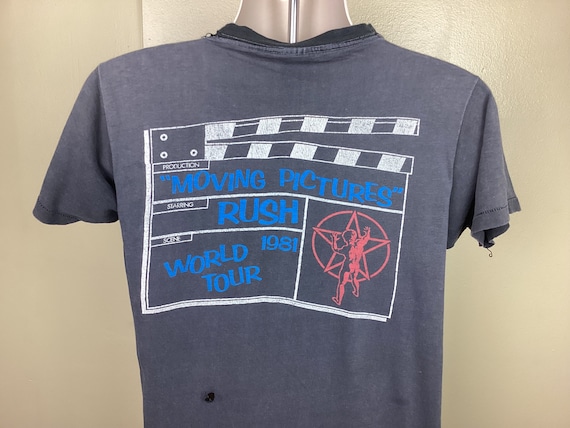 PRODUCTION
"MOVING PICTURES"
STARRING
RUSH
SCENE
1981
WORLD
TOUR